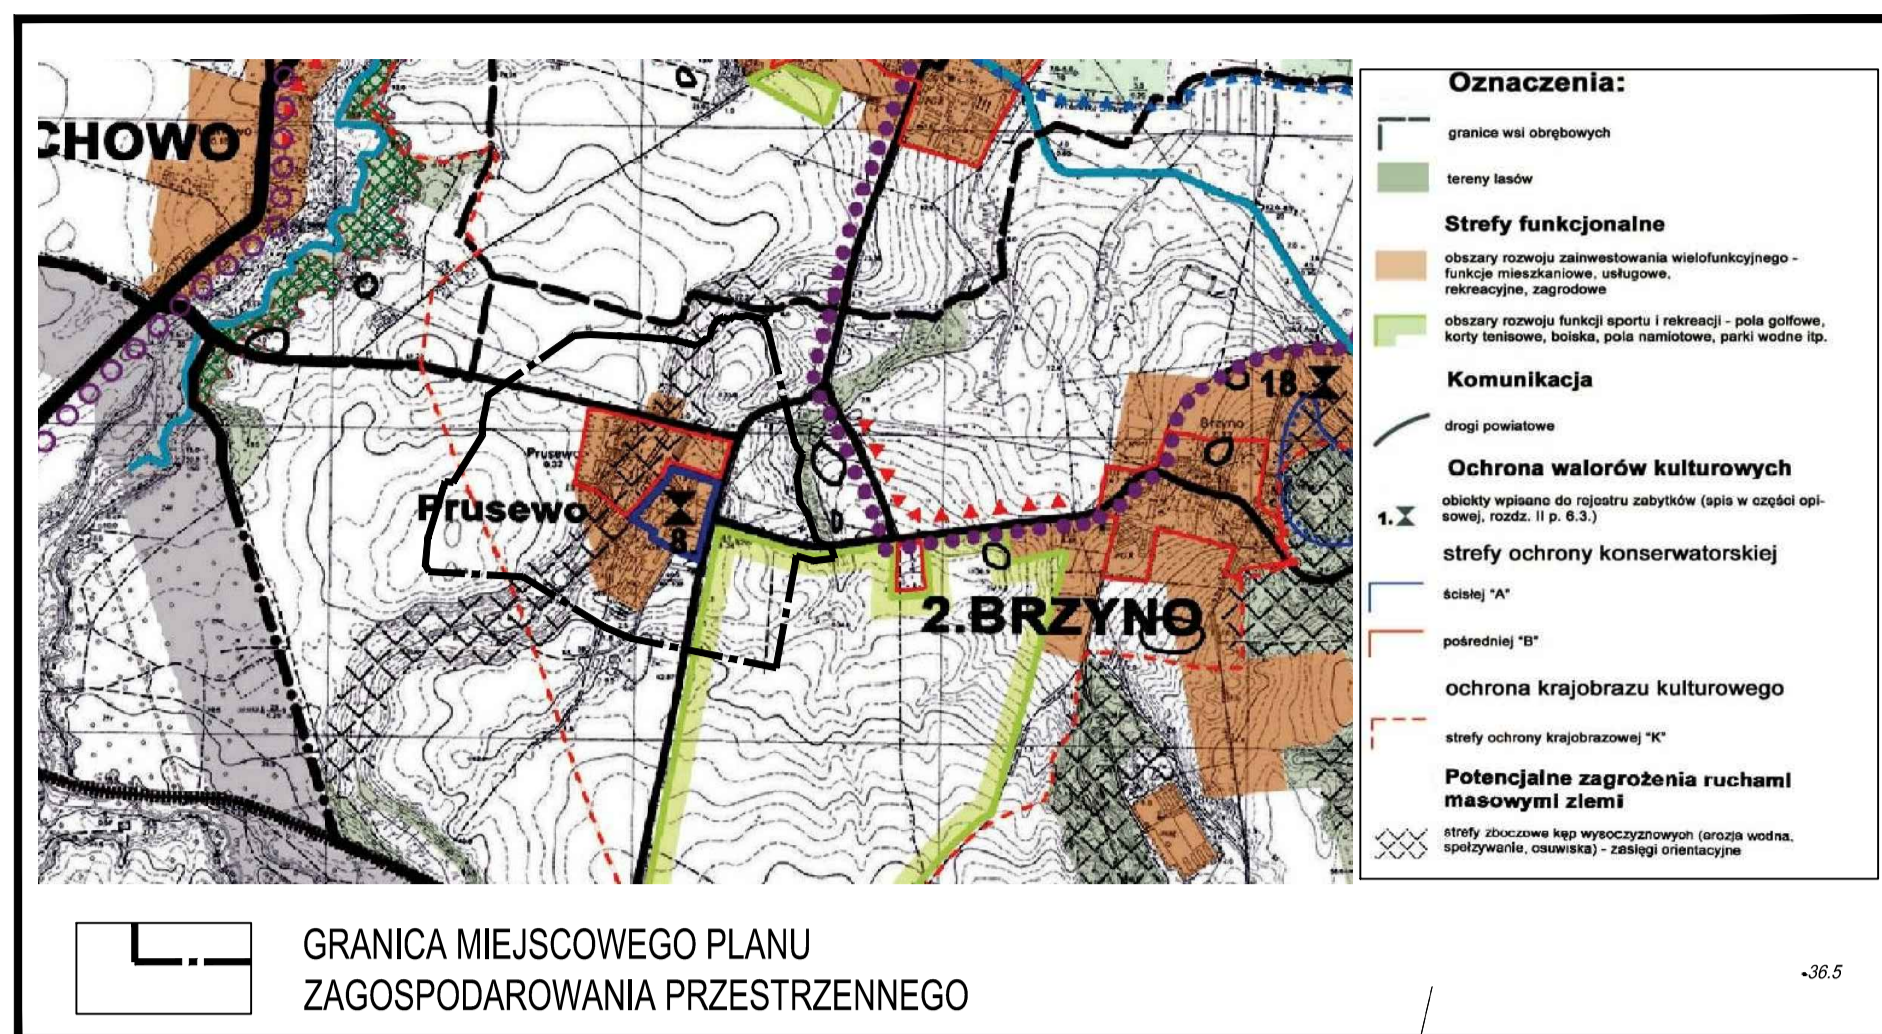 CHOWO
Prusewo
0.32
Prusewo
8.
18.
Brzyno
2.BRZYNO
Oznaczenia:
granice wsi obrębowych
tereny lasów
Strefy funkcjonalne
obszary rozwoju zainwestowania wielofunkcyjnego -
funkcje mieszkaniowe, usługowe,
rekreacyjne, zagrodowe
obszary rozwoju funkcji sportu i rekreacji - pola golfowe,
korty tenisowe, boiska, pola namiotowe, parki wodne itp.
Komunikacja
drogi powiatowe
Ochrona walorów kulturowych
1.
obiekty wpisane do rejestru zabytków (spis w części opi-
sowej, rozdz. II p. 6.3.)
strefy ochrony konserwatorskiej
ścisłej "A"
pośredniej "B"
ochrona krajobrazu kulturowego
strefy ochrony krajobrazowej "K"
Potencjalne zagrożenia ruchami
masowymi ziemi
strefy zboczowe kęp wysoczyznowych (erozja wodna,
spełzywanie, osuwiska) - zasięgi orientacyjne
GRANICA MIEJSCOWEGO PLANU
ZAGOSPODAROWANIA PRZESTRZENNEGO
36.5